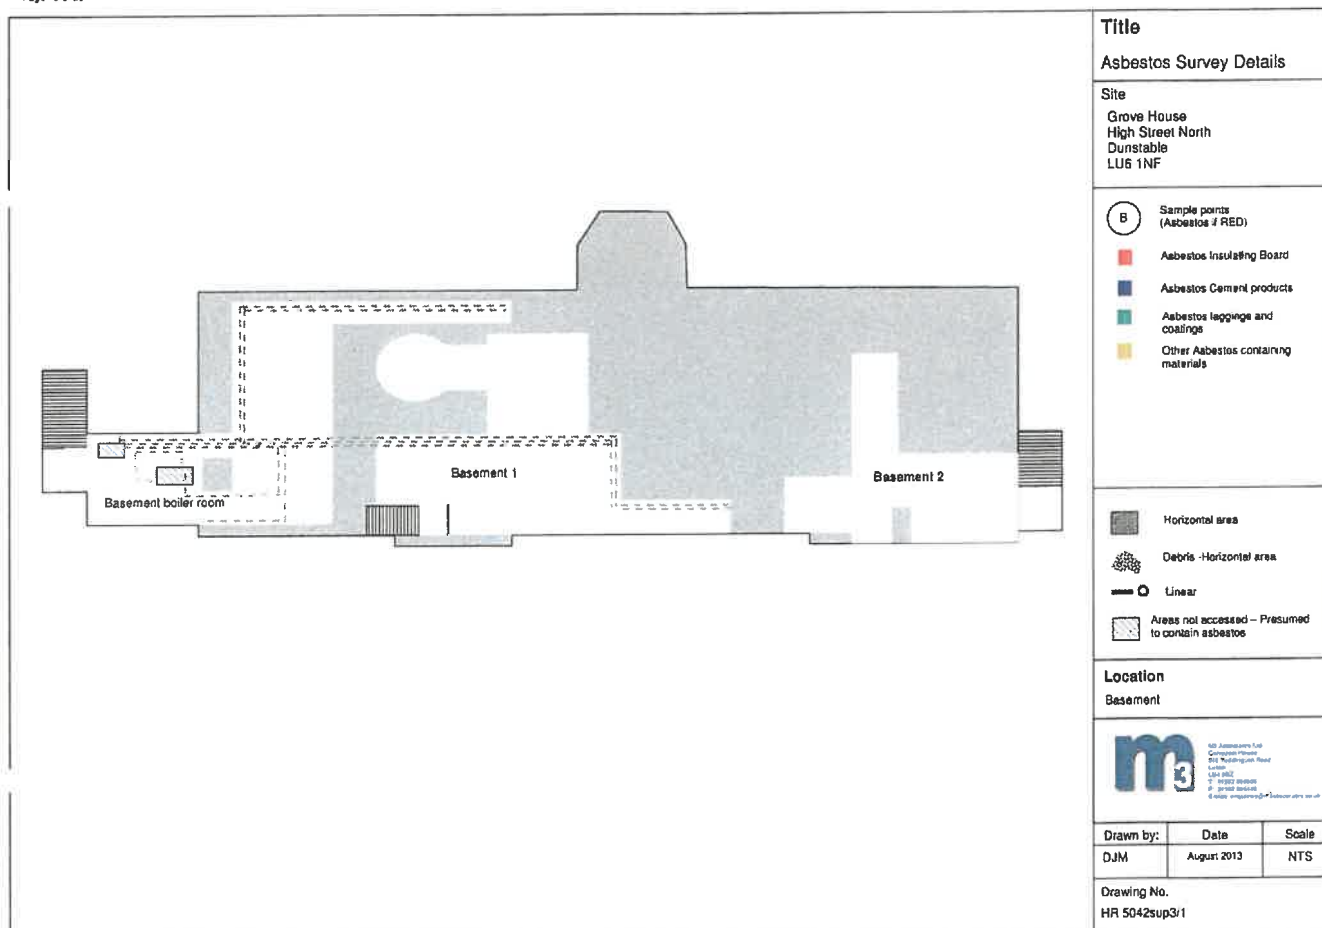 Title
Asbestos Survey Details
Site
Grove House
High Street North
Dunstable
LU6 1NF
B
Sample points
(Asbestos if RED)
Asbestos Insulating Board
Asbestos Cement products
Asbestos laggings and
coatings
Other Asbestos containing
materials
Basement 1
Basement 2
Basement boiler room
Horizontal area
Debris -Horizontal area
Linear
Areas not accessed – Presumed
to contain asbestos
Location
Basement
m3
Drawn by:
Date
Scale
DJM
August 2013
NTS
Drawing No.
HR 5042sup3/1